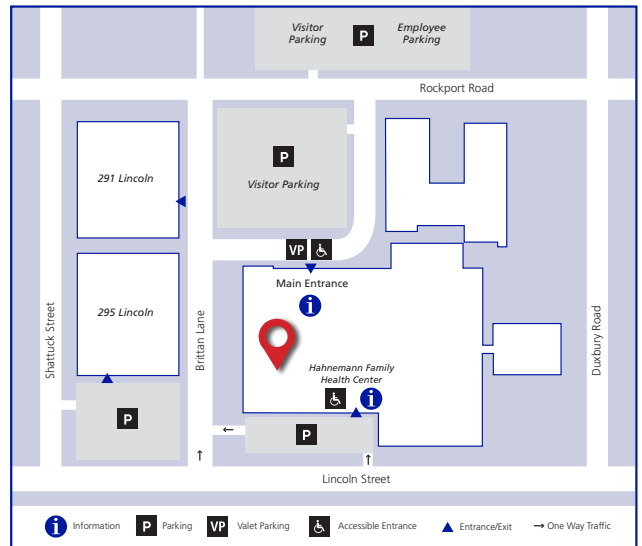 Visitor
Parking
P
Employee
Parking
Rockport Road
291 Lincoln
P
Visitor Parking
VP
Main Entrance
i
295 Lincoln
Shattuck Street
Brittan Lane
Duxbury Road
Hahnemann Family
Health Center
i
P
P
Lincoln Street
i Information P Parking VP Valet Parking Accessible Entrance Entrance/Exit One Way Traffic